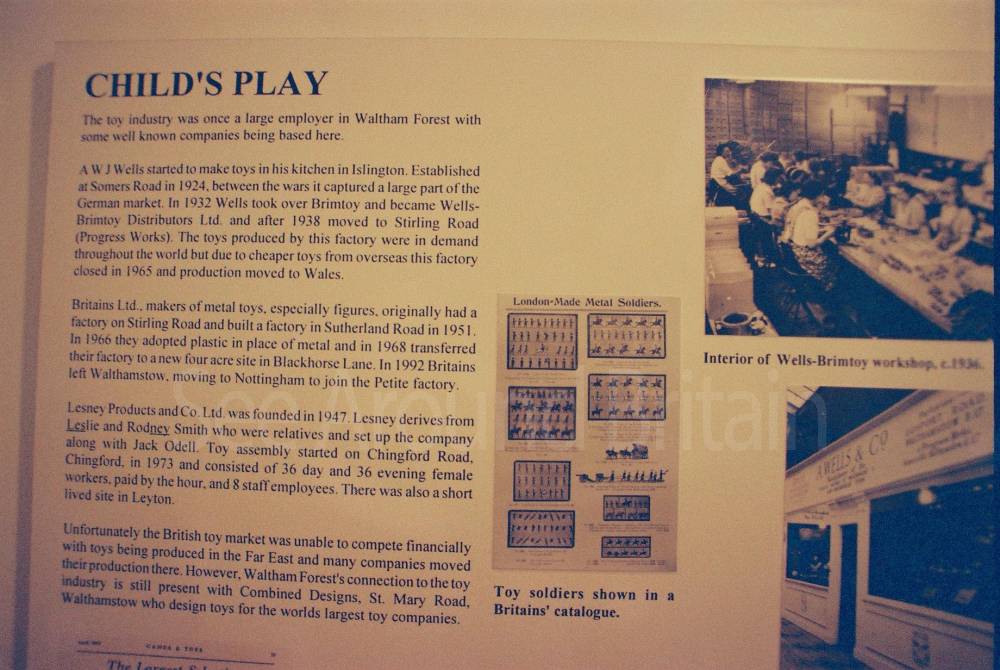 CHILD'S PLAY
The toy industry was once a large employer in Waltham Forest with
some well known companies being based here.
A W J Wells started to make toys in his kitchen in Islington. Established
at Somers Road in 1924, between the wars it captured a large part of the
German market. In 1932 Wells took over Brimtoy and became Wells-
Brimtoy Distributors Ltd. and after 1938 moved to Stirling Road
(Progress Works). The toys produced by this factory were in demand
throughout the world but due to cheaper toys from overseas this factory
closed in 1965 and production moved to Wales.
Britains Ltd., makers of metal toys, especially figures, originally had a
factory on Stirling Road and built a factory in Sutherland Road in 1951.
In 1966 they adopted plastic in place of metal and in 1968 transferred
their factory to a new four acre site in Blackhorse Lane. In 1992 Britains
left Walthamstow, moving to Nottingham to join the Petite factory.
Lesney Products and Co. Ltd. was founded in 1947. Lesney derives from
Leslie and Rodney Smith who were relatives and set up the company
along with Jack Odell. Toy assembly started on Chingford Road,
Chingford, in 1973 and consisted of 36 day and 36 evening female
workers, paid by the hour, and 8 staff employees. There was also a short
lived site in Leyton.
Unfortunately the British toy market was unable to compete financially
with toys being produced in the Far East and many companies moved
their production there. However, Waltham Forest's connection to the toy
industry is still present with Combined Designs, St. Mary Road,
Walthamstow who design toys for the worlds largest toy companies.
GAMES & TOYS
The Largest
London-Made Metal Soldiers.
Toy soldiers shown in a
Britains' catalogue.
Interior of Wells-Brimtoy workshop, c.1936.
A WELLS & CO
See Around Britain